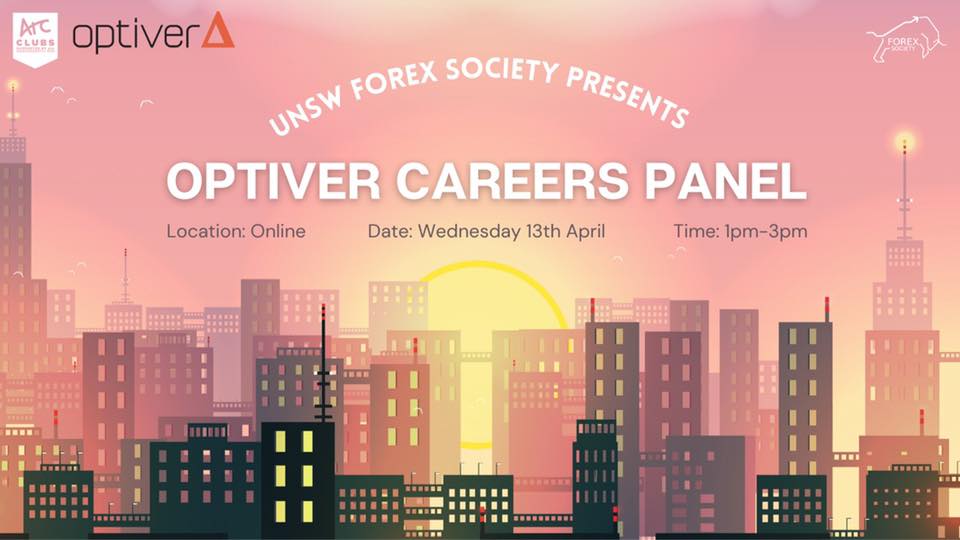 Arc
CLUBS
optiver
FOREX
SOCIETY
UNSW FOREX SOCIETY PRESENTS
OPTIVER CAREERS PANEL
Location: Online Date: Wednesday 13th April Time: 1pm-3pm